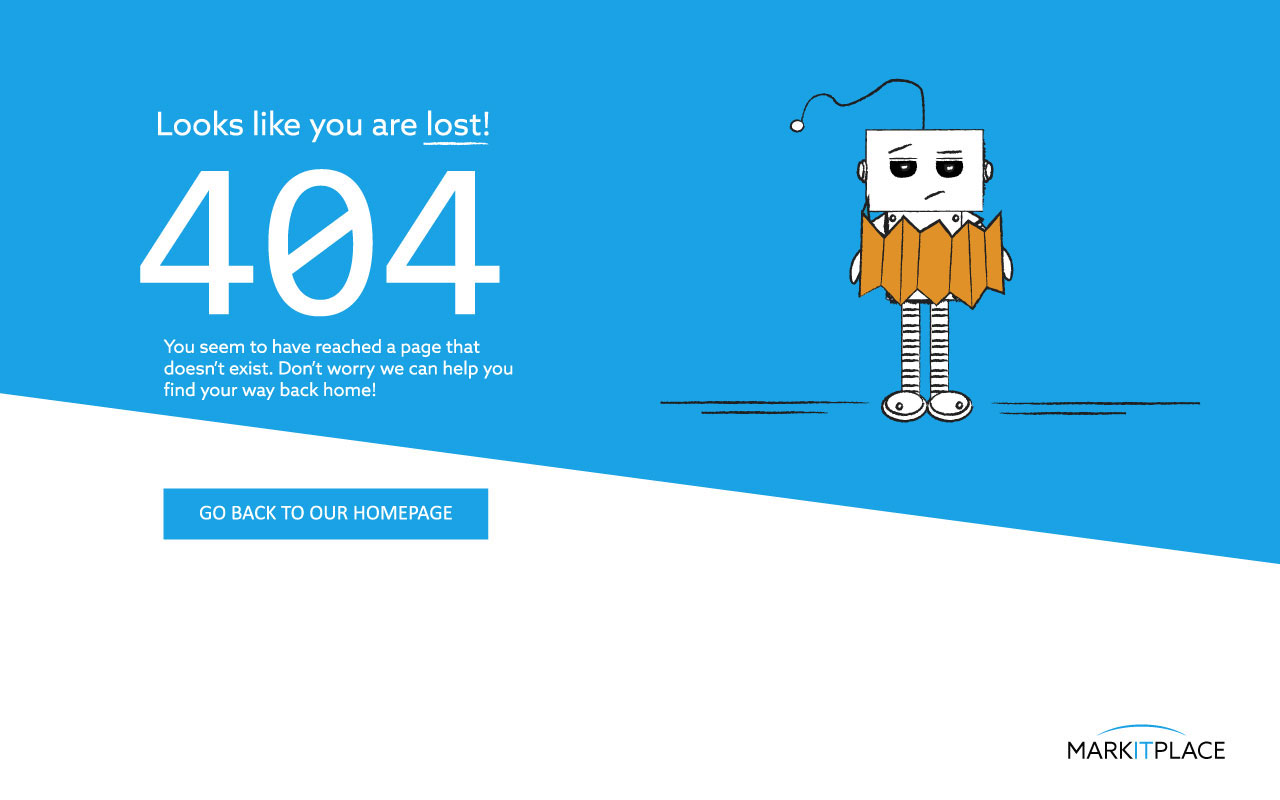 Looks like you are lost!
404
You seem to have reached a page that
doesn't exist. Don't worry we can help you
find your way back home!
GO BACK TO OUR HOMEPAGE
MARKITPLACE